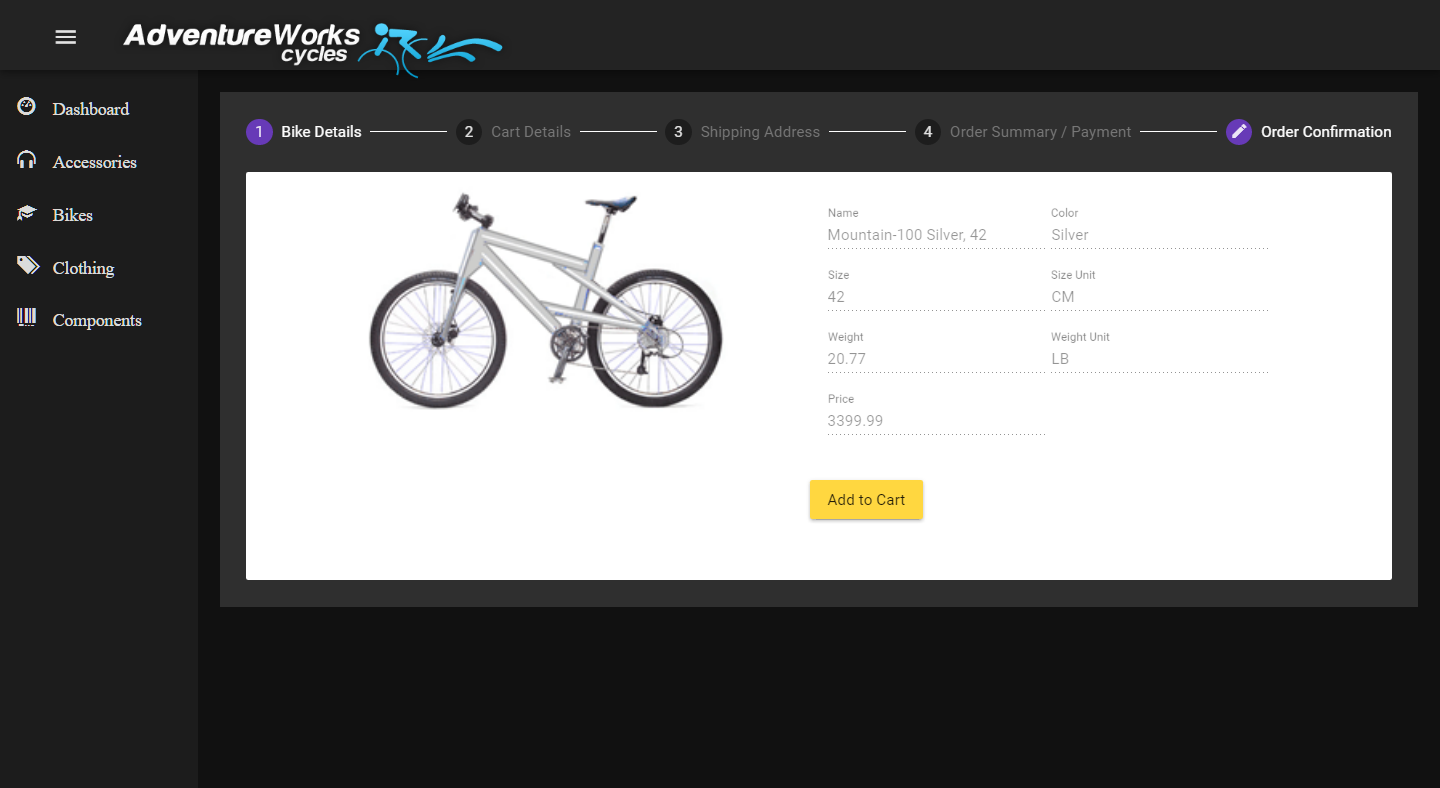 AdventureWorks
cycles
Dashboard
Accessories
Bikes
Clothing
Components
1 Bike Details 2 Cart Details 3 Shipping Address 4 Order Summary / Payment Order Confirmation
Name Color
Mountain-100 Silver, 42 Silver
Size Size Unit
42 CM
Weight Weight Unit
20.77 LB
Price
3399.99
Add to Cart